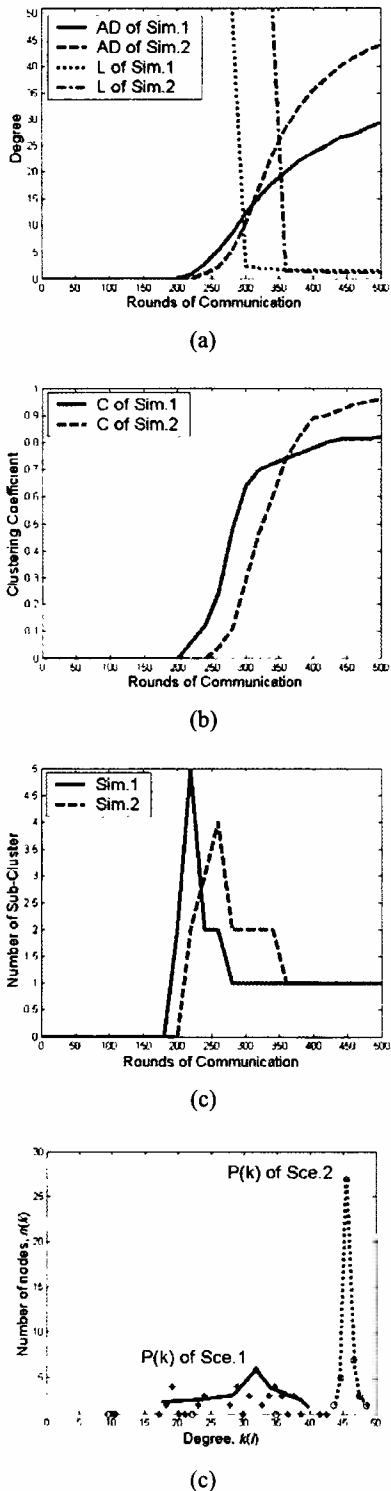 50
45
40
35
30
25
20
15
10
5
0
AD of Sim.1
AD of Sim.2
L of Sim.1
L of Sim.2
Degree
0 50 100 150 200 250 300 350 400 450 500
Rounds of Communication
(a)
1
0.9
0.8
0.7
0.6
0.5
0.4
0.3
0.2
0.1
0
C of Sim.1
C of Sim.2
Clustering Coefficient
0 50 100 150 200 250 300 350 400 450 500
Rounds of Communication
(b)
5
4.5
4
3.5
3
2.5
2
1.5
1
0.5
0
Sim.1
Sim.2
Number of Sub-Cluster
0 50 100 150 200 250 300 350 400 450 500
Rounds of Communication
(c)
30
25
20
15
10
5
P(k) of Sce.2
P(k) of Sce.1
Number of nodes, n(k)
0 5 10 15 20 25 30 35 40 45 50
Degree, k(i)
(c)